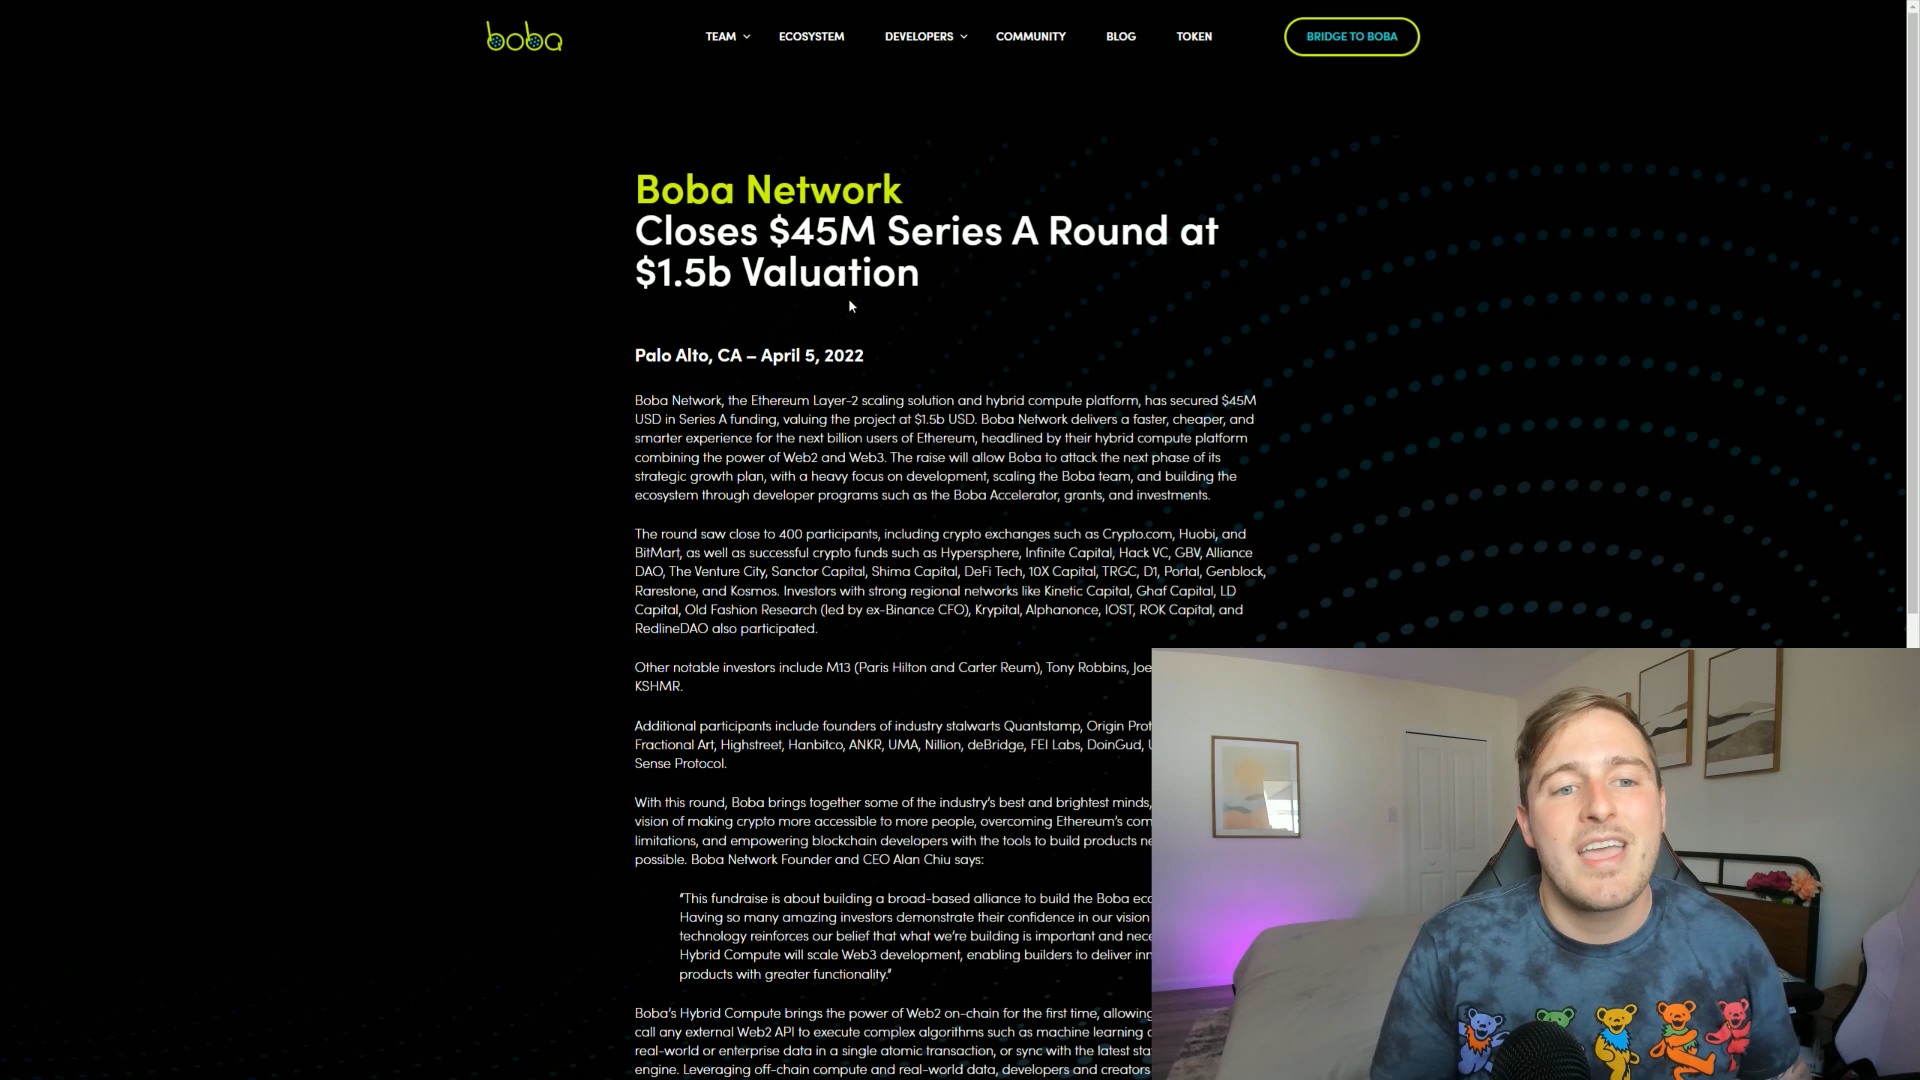 boba
TEAM
ECOSYSTEM
DEVELOPERS
COMMUNITY
BLOG
TOKEN
BRIDGE TO BOBA
Boba Network
Closes $45M Series A Round at
$1.5b Valuation
Palo Alto, CA – April 5, 2022
Boba Network, the Ethereum Layer-2 scaling solution and hybrid compute platform, has secured $45M
USD in Series A funding, valuing the project at $1.5b USD. Boba Network delivers a faster, cheaper, and
smarter experience for the next billion users of Ethereum, headlined by their hybrid compute platform
combining the power of Web2 and Web3. The raise will allow Boba to attack the next phase of its
strategic growth plan, with a heavy focus on development, scaling the Boba team, and building the
ecosystem through developer programs such as the Boba Accelerator, grants, and investments.
The round saw close to 400 participants, including crypto exchanges such as Crypto.com, Huobi, and
BitMart, as well as successful crypto funds such as Hypersphere, Infinite Capital, Hack VC, GBV, Alliance
DAO, The Venture City, Sanctor Capital, Shima Capital, DeFi Tech, 10X Capital, TRGC, D1, Portal, Genblock,
Rarestone, and Kosmos. Investors with strong regional networks like Kinetic Capital, Ghaf Capital, LD
Capital, Old Fashion Research (led by ex-Binance CFO), Krypital, Alphanonce, IOST, ROK Capital, and
RedlineDAO also participated.
Other notable investors include M13 (Paris Hilton and Carter Reum), Tony Robbins, Joe
KSHMR.
Additional participants include founders of industry stalwarts Quantstamp, Origin Prot
Fractional Art, Highstreet, Hanbitco, ANKR, UMA, Nillion, deBridge, FEI Labs, DoinGud,
Sense Protocol.
With this round, Boba brings together some of the industry's best and brightest minds,
vision of making crypto more accessible to more people, overcoming Ethereum's com
limitations, and empowering blockchain developers with the tools to build products ne
possible. Boba Network Founder and CEO Alan Chiu says:
"This fundraise is about building a broad-based alliance to build the Boba eco
Having so many amazing investors demonstrate their confidence in our vision
technology reinforces our belief that what we're building is important and nece
Hybrid Compute will scale Web3 development, enabling builders to deliver inn
products with greater functionality."
Boba's Hybrid Compute brings the power of Web2 on-chain for the first time, allowing
call any external Web2 API to execute complex algorithms such as machine learning
real-world or enterprise data in a single atomic transaction, or sync with the latest sta
engine. Leveraging off-chain compute and real-world data, developers and creators